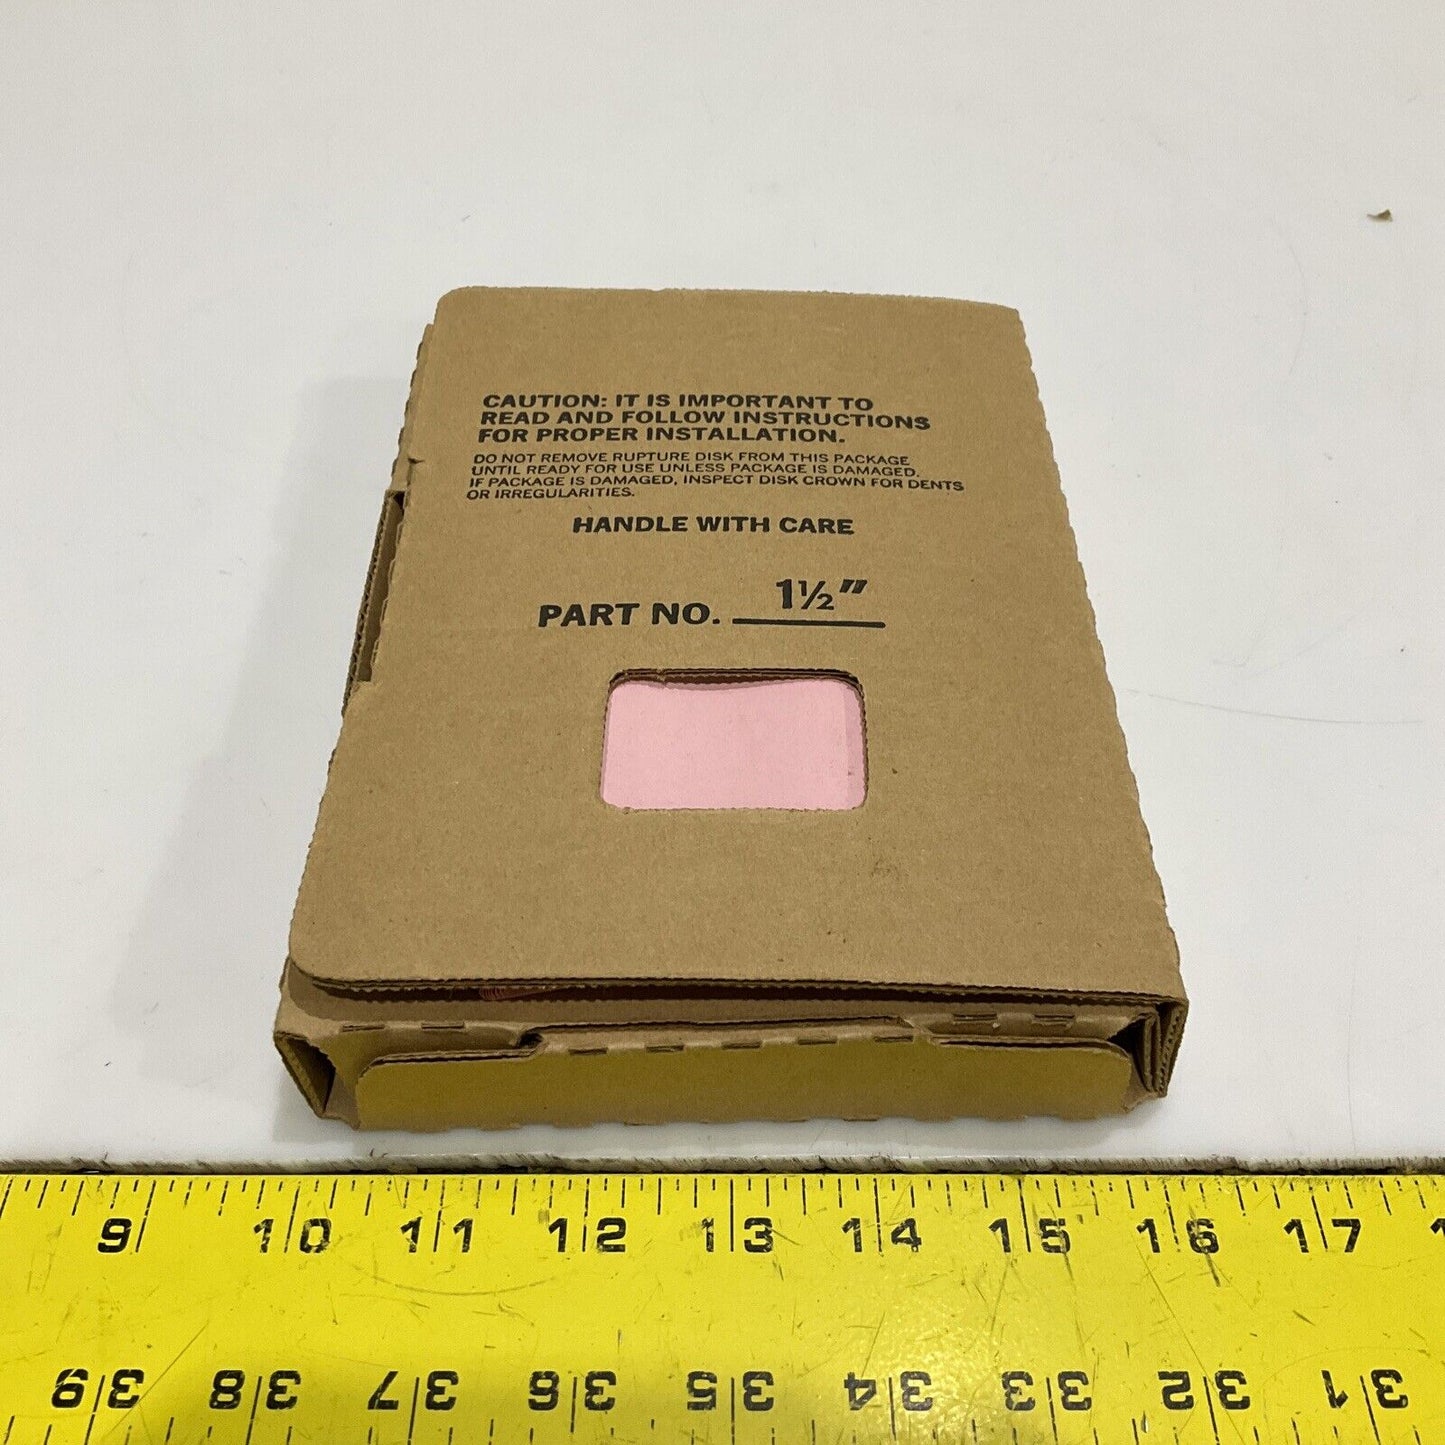 CAUTION: IT IS IMPORTANT TO
READ AND FOLLOW INSTRUCTIONS
FOR PROPER INSTALLATION.
DO NOT REMOVE RUPTURE DISK FROM THIS PACKAGE
UNTIL READY FOR USE UNLESS PACKAGE IS DAMAGED.
IF PACKAGE IS DAMAGED, INSPECT DISK CROWN FOR DENTS
OR IRREGULARITIES.
HANDLE WITH CARE
PART NO. 1½"
9 10 11 12 13 14 15 16 17 1
39 38 37 36 35 34 33 32 31